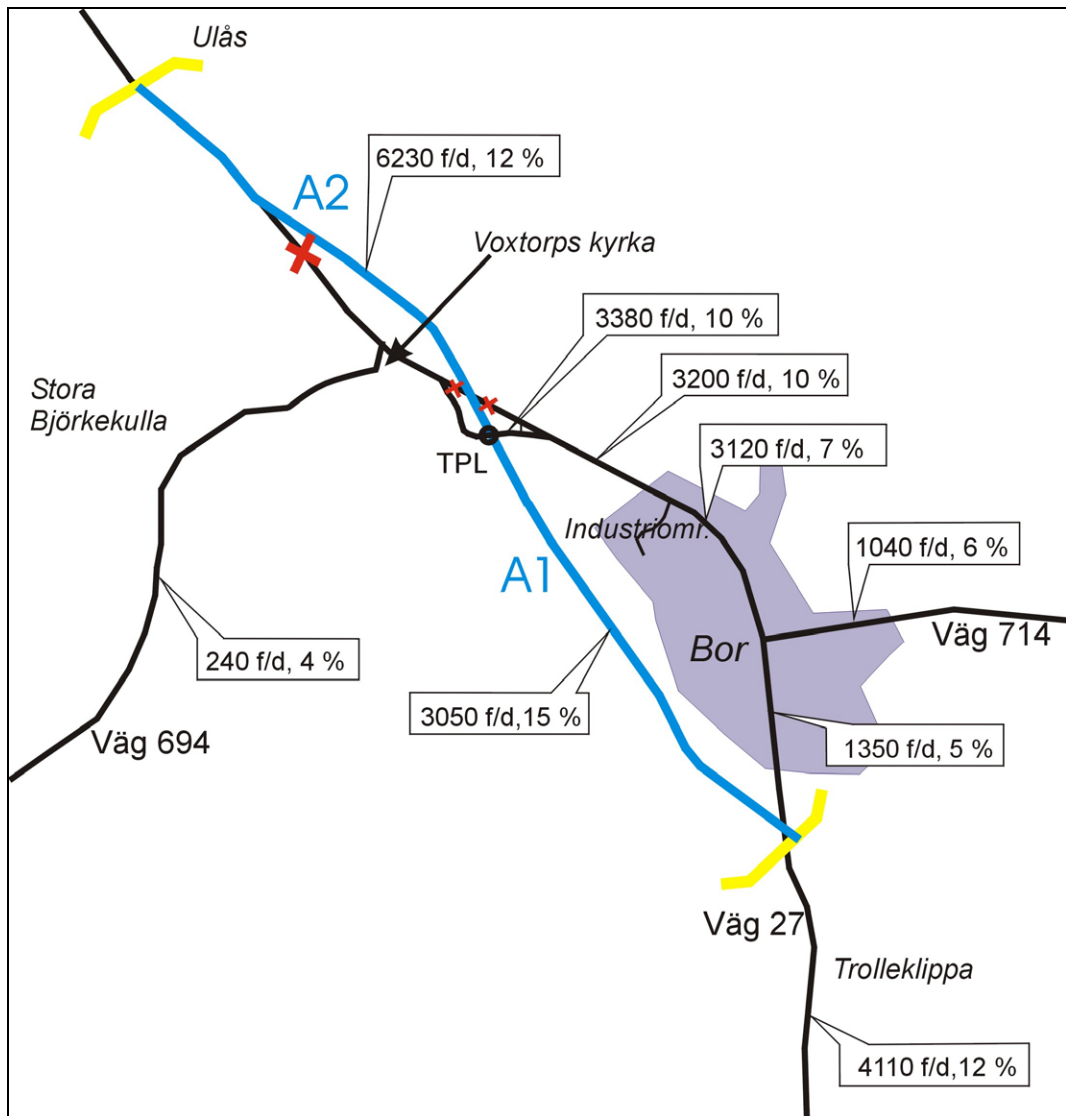 Ulås
6230 f/d, 12 %
A2
Voxtorps kyrka
3380 f/d, 10 %
3200 f/d, 10 %
Stora
Björkekulla
TPL
3120 f/d, 7 %
Industriomr.
1040 f/d, 6 %
A1
Väg 714
Bor
240 f/d, 4 %
3050 f/d,15 %
Väg 694
1350 f/d, 5 %
Väg 27
Trolleklippa
4110 f/d,12 %